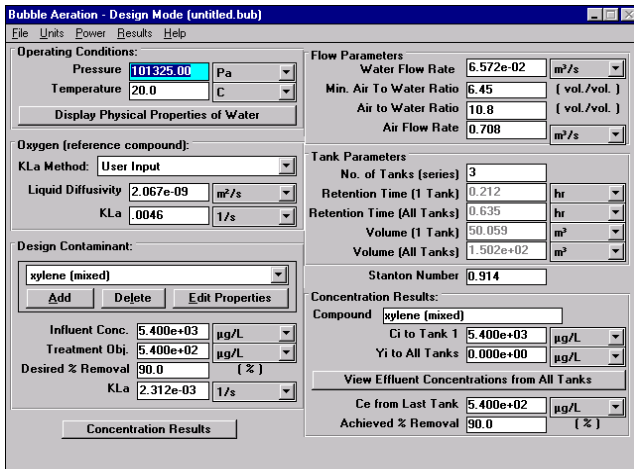 Bubble Aeration - Design Mode (untitled.bub)
File Units Power Results Help
Operating Conditions:
Pressure 101325.00 Pa
Temperature 20.0 C
Display Physical Properties of Water
Oxygen (reference compound):
KLa Method: User Input
Liquid Diffusivity 2.067e-09 m²/s
KLa .0046 1/s
Design Contaminant:
xylene (mixed)
Add Delete Edit Properties
Influent Conc. 5.400e+03 µg/L
Treatment Obj. 5.400e+02 µg/L
Desired % Removal 90.0 (%)
KLa 2.312e-03 1/s
Concentration Results
Flow Parameters
Water Flow Rate 6.572e-02 m³/s
Min. Air To Water Ratio 6.45 (vol./vol.)
Air to Water Ratio 10.8 (vol./vol.)
Air Flow Rate 0.708 m³/s
Tank Parameters
No. of Tanks (series) 3
Retention Time (1 Tank) 0.212 hr
Retention Time (All Tanks) 0.635 hr
Volume (1 Tank) 50.059 m³
Volume (All Tanks) 1.502e+02 m³
Stanton Number 0.914
Concentration Results:
Compound xylene (mixed)
Ci to Tank 1 5.400e+03 µg/L
Yi to All Tanks 0.000e+00 µg/L
View Effluent Concentrations from All Tanks
Ce from Last Tank 5.400e+02 µg/L
Achieved % Removal 90.0 (%)